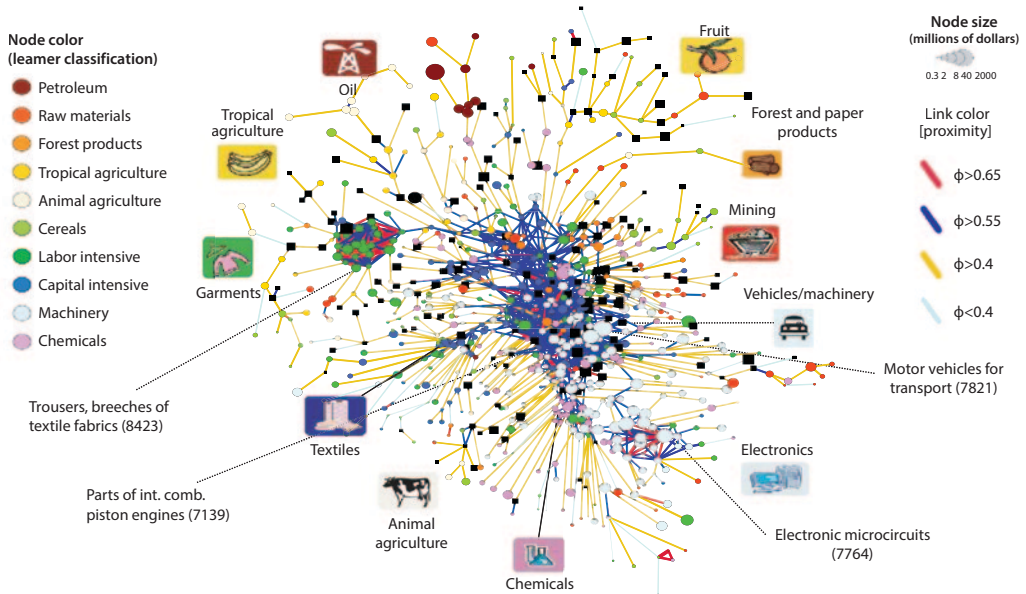 Node color
(leamer classification)
Petroleum
Raw materials
Forest products
Tropical agriculture
Animal agriculture
Cereals
Labor intensive
Capital intensive
Machinery
Chemicals
Oil
Tropical
agriculture
Garments
Fruit
Forest and paper
products
Mining
Vehicles/machinery
Motor vehicles for
transport (7821)
Trousers, breeches of
textile fabrics (8423)
Textiles
Parts of int. comb.
piston engines (7139)
Animal
agriculture
Chemicals
Electronics
Electronic microcircuits
(7764)
Node size
(millions of dollars)
0.3 2 8 40 2000
Link color
[proximity]
ϕ>0.65
ϕ>0.55
ϕ>0.4
ϕ<0.4